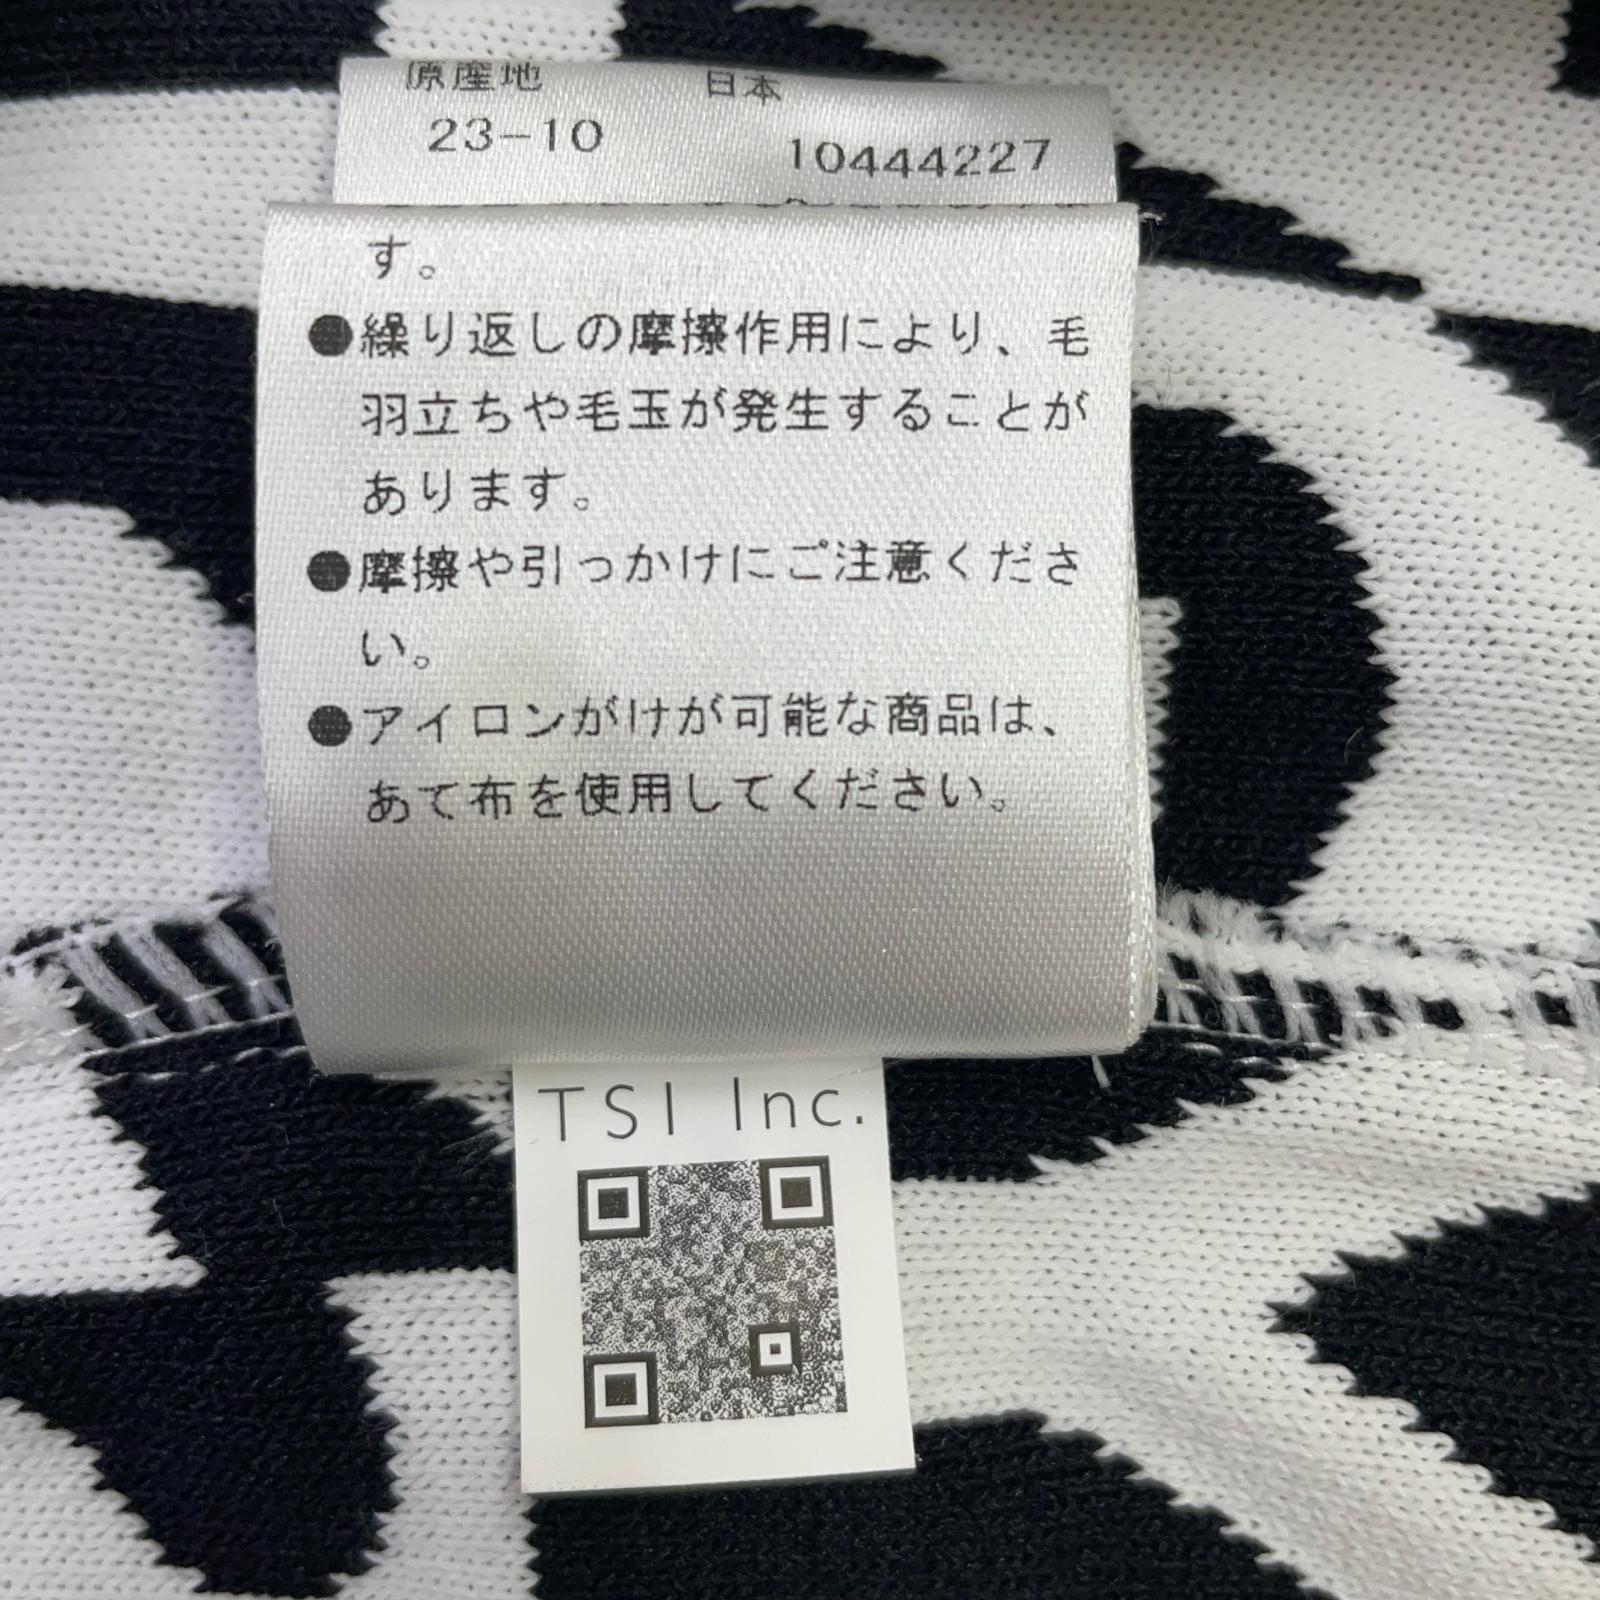 原産地 日本
23-10 10444227
す。
●繰り返しの摩擦作用により、毛
羽立ちや毛玉が発生することが
あります。
●摩擦や引っかけにご注意くださ
い。
●アイロンがけが可能な商品は、
あて布を使用してください。
TSI Inc.